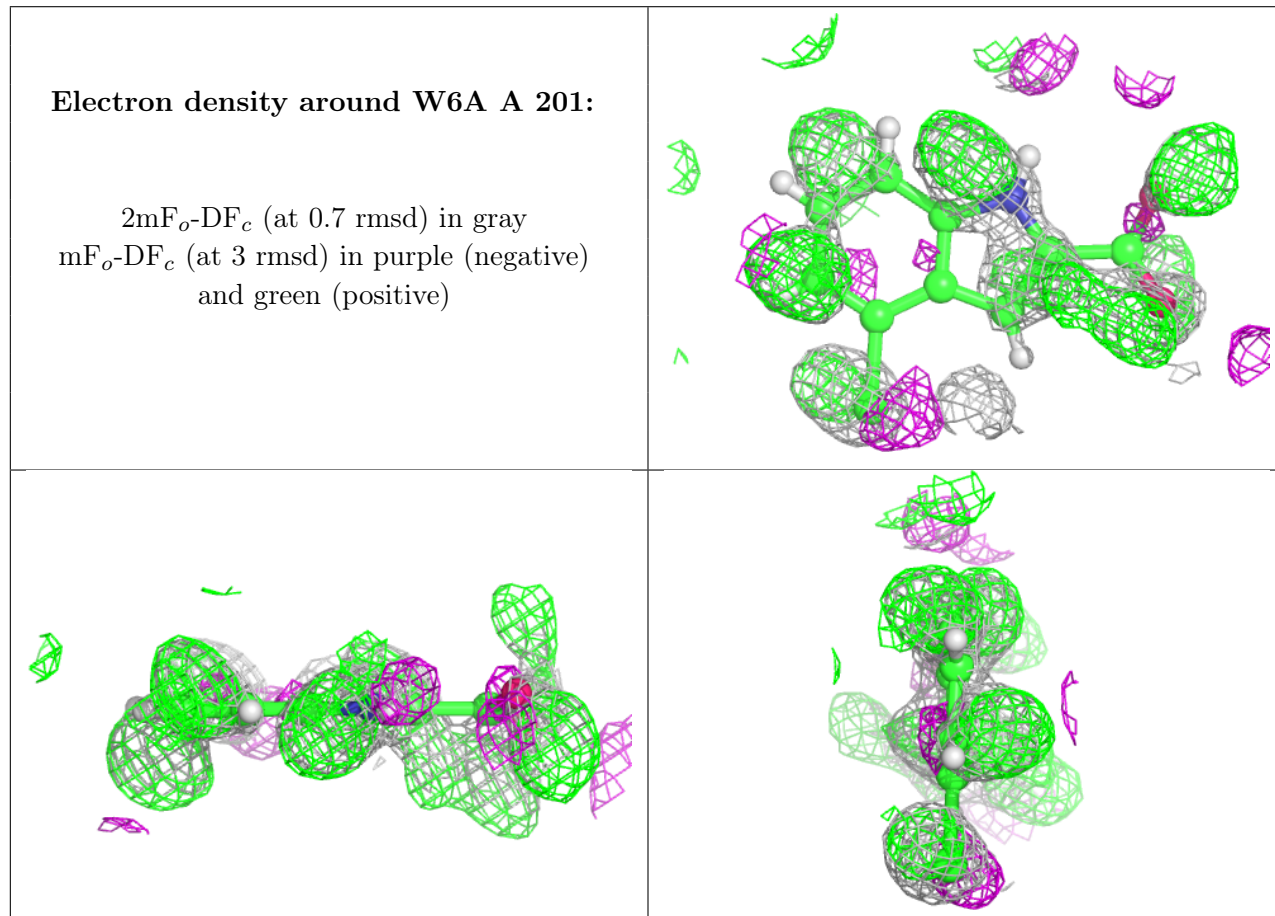 Electron density around W6A A 201:
2mFo-DFc (at 0.7 rmsd) in gray
mFo-DFc (at 3 rmsd) in purple (negative)
and green (positive)